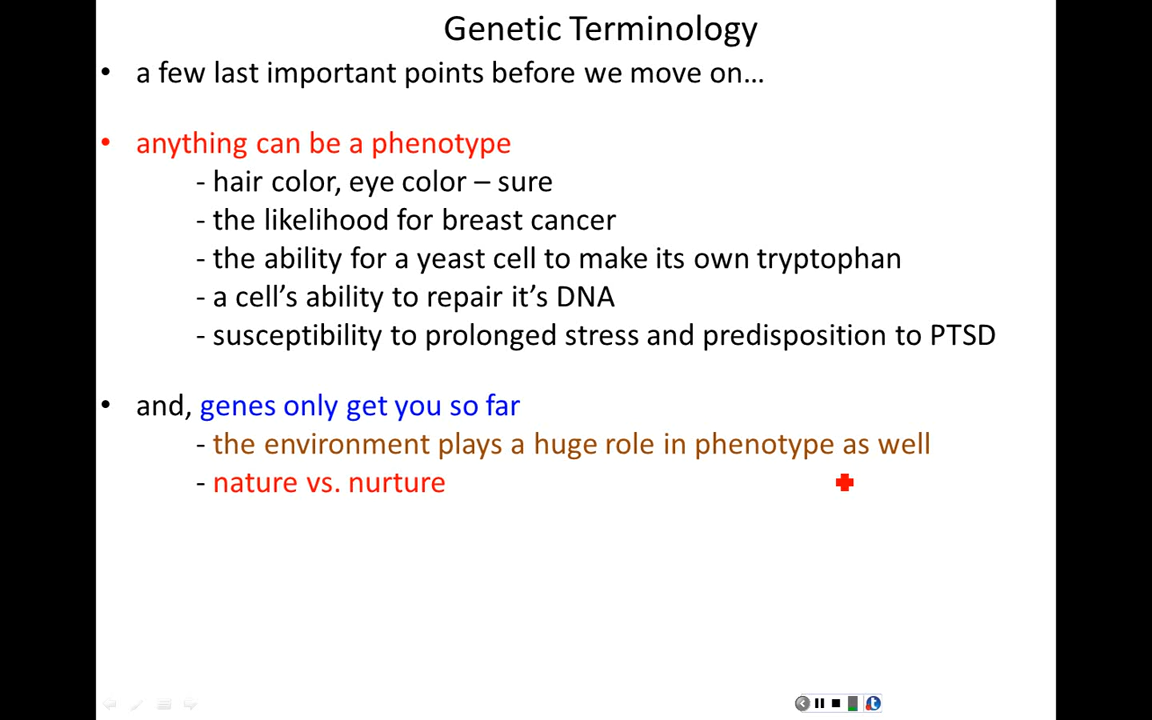 Genetic Terminology
• a few last important points before we move on…
• anything can be a phenotype
- hair color, eye color – sure
- the likelihood for breast cancer
- the ability for a yeast cell to make its own tryptophan
- a cell’s ability to repair it’s DNA
- susceptibility to prolonged stress and predisposition to PTSD
• and, genes only get you so far
- the environment plays a huge role in phenotype as well
- nature vs. nurture